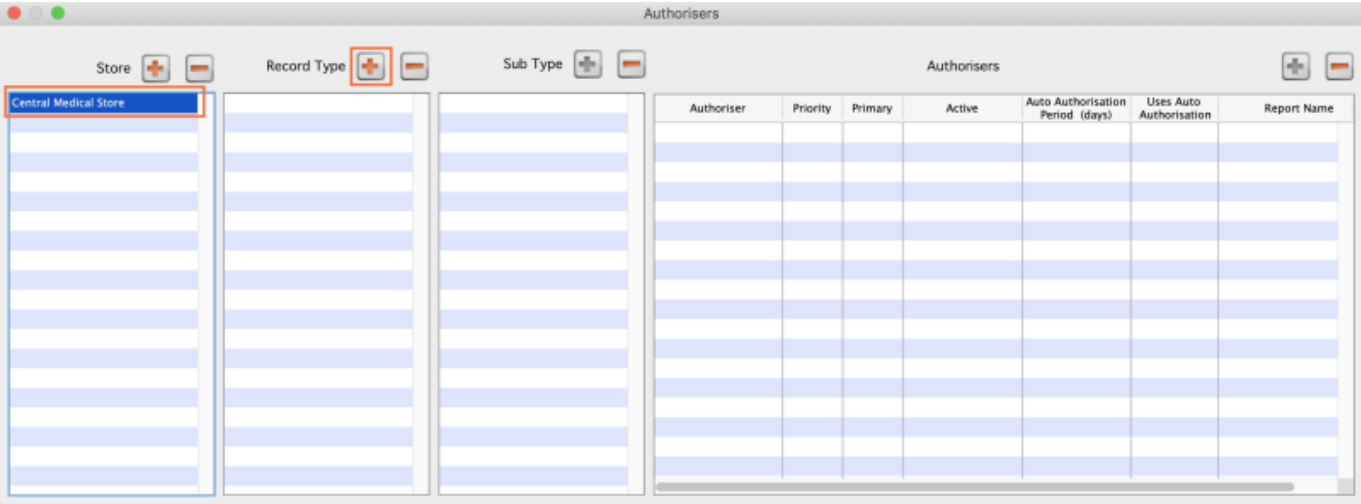 Authorisers
Store
Record Type
Sub Type
Authorisers
Central Medical Store
Authoriser
Priority
Primary
Active
Auto Authorisation
Period (days)
Uses Auto
Authorisation
Report Name